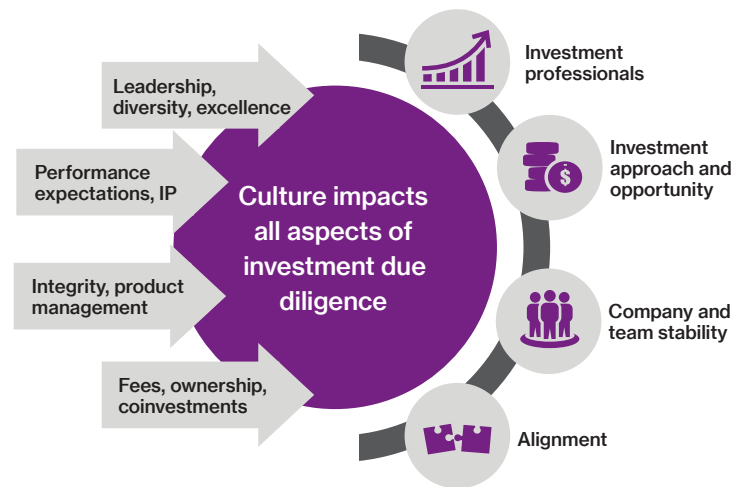 Leadership,
diversity, excellence
Performance
expectations, IP
Integrity, product
management
Fees, ownership,
coinvestments
Culture impacts
all aspects of
investment due
diligence
Investment
professionals
$
Investment
approach and
opportunity
Company and
team stability
Alignment